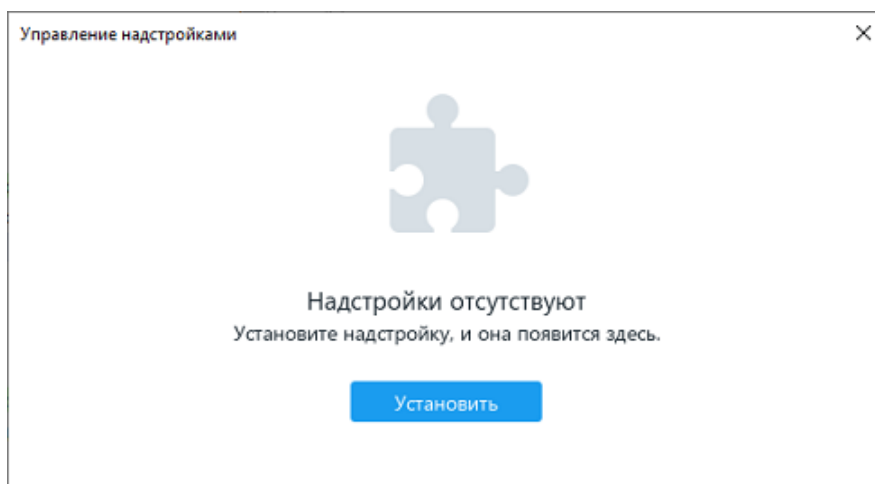 Управление надстройками
Надстройки отсутствуют
Установите надстройку, и она появится здесь.
Установить